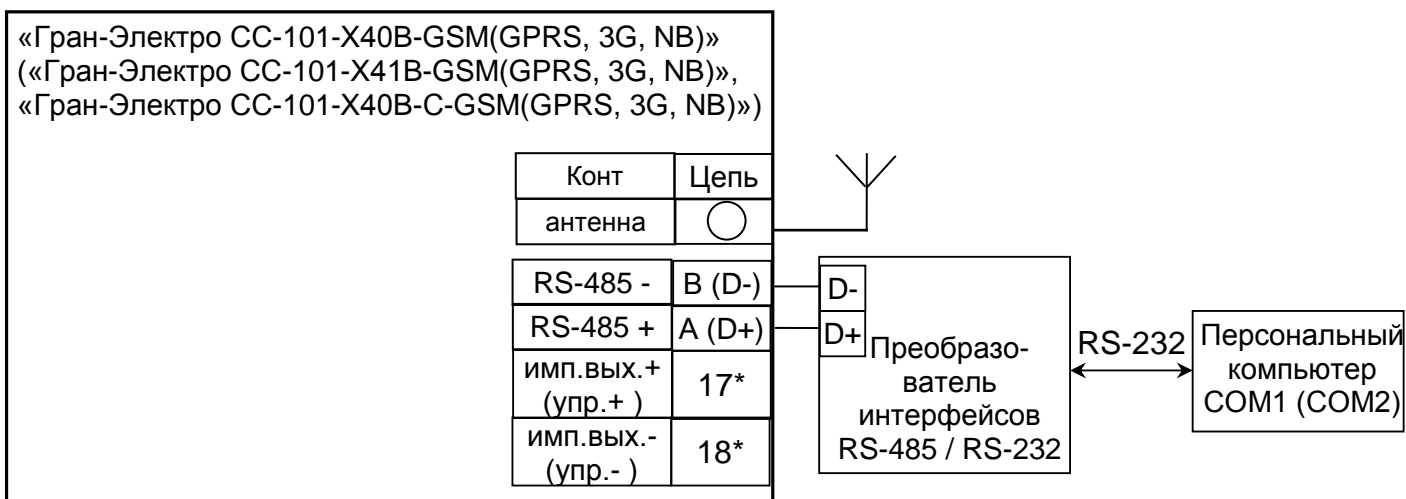 «Гран-Электро СС-101-Х40В-GSM(GPRS, 3G, NB)»
(«Гран-Электро СС-101-Х41В-GSM(GPRS, 3G, NB)»,
«Гран-Электро СС-101-Х40В-С-GSM(GPRS, 3G, NB)»)
Конт Цепь
антенна
RS-485 - B (D-)
RS-485 + A (D+)
имп.вых.+
(упр.+ )
17*
имп.вых.-
(упр.- )
18*
D-
D+
Преобразо-
ватель
интерфейсов
RS-485 / RS-232
RS-232
Персональный
компьютер
COM1 (COM2)